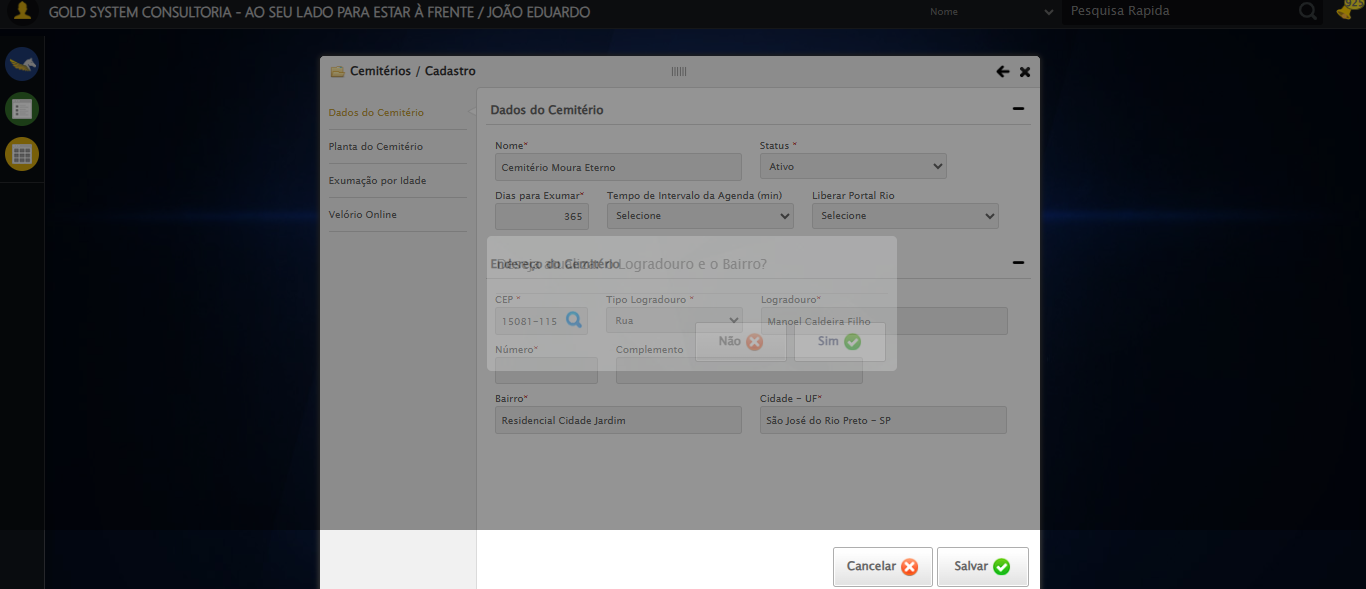 GOLD SYSTEM CONSULTORIA - AO SEU LADO PARA ESTAR À FRENTE / JOÃO EDUARDO
Nome
Pesquisa Rapida
925
Cemitérios / Cadastro
Dados do Cemitério
Planta do Cemitério
Exumação por Idade
Velório Online
Dados do Cemitério
Nome*
Status *
Cemitério Moura Eterno
Ativo
Dias para Exumar*
Tempo de Intervalo da Agenda (min)
Liberar Portal Rio
365
Selecione
Selecione
Endereço do Cemitério
Deseja atualizar o Logradouro e o Bairro?
CEP *
Tipo Logradouro *
Logradouro*
15081-115
Rua
Manoel Caldeira Filho
Não
Sim
Número*
Complemento
Bairro*
Cidade - UF*
Residencial Cidade Jardim
São José do Rio Preto - SP
Cancelar
Salvar